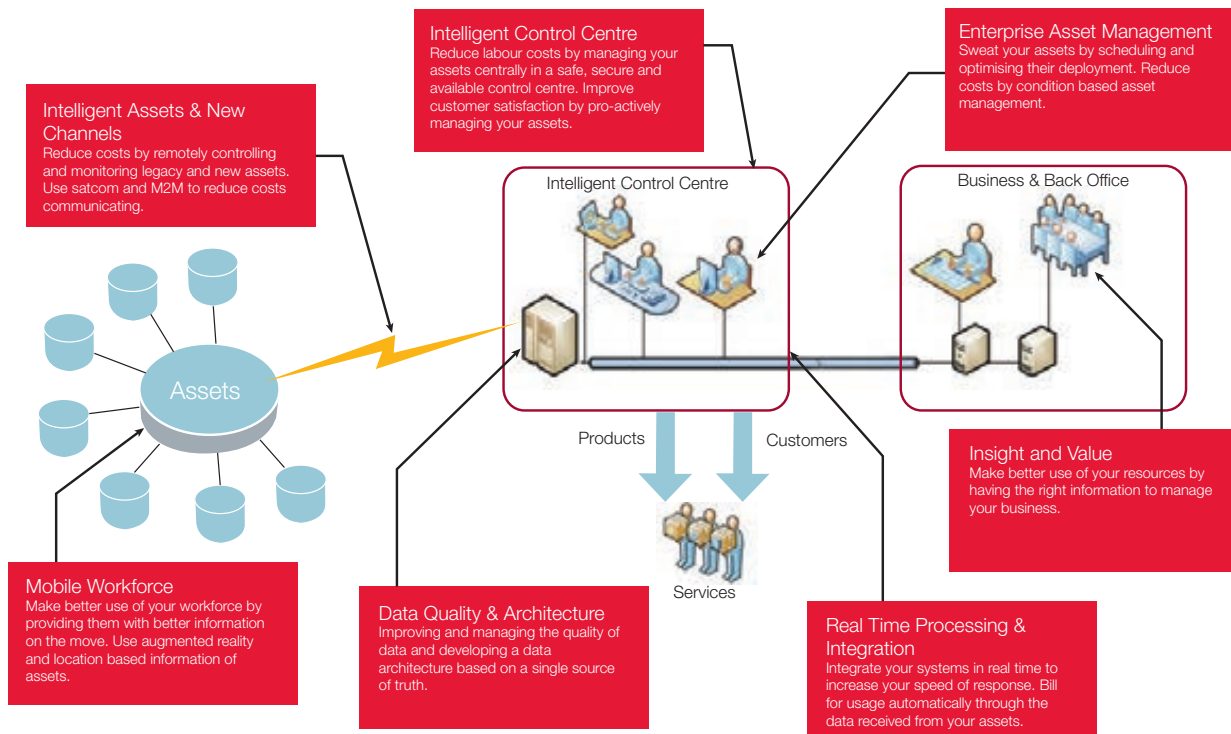 Intelligent Control Centre
Reduce labour costs by managing your
assets centrally in a safe, secure and
available control centre. Improve
customer satisfaction by pro-actively
managing your assets.
Enterprise Asset Management
Sweat your assets by scheduling and
optimising their deployment. Reduce
costs by condition based asset
management.
Intelligent Assets & New
Channels
Reduce costs by remotely controlling
and monitoring legacy and new assets.
Use satcom and M2M to reduce costs
communicating.
Intelligent Control Centre
Business & Back Office
Assets
Products
Customers
Services
Insight and Value
Make better use of your resources by
having the right information to manage
your business.
Mobile Workforce
Make better use of your workforce by
providing them with better information
on the move. Use augmented reality
and location based information of
assets.
Data Quality & Architecture
Improving and managing the quality of
data and developing a data
architecture based on a single source
of truth.
Real Time Processing &
Integration
Integrate your systems in real time to
increase your speed of response. Bill
for usage automatically through the
data received from your assets.